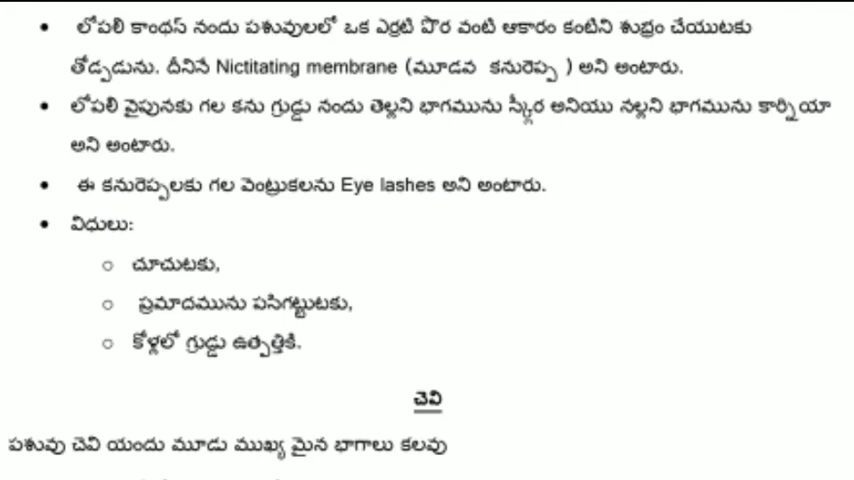 • లోపలి కాంథస్ నందు పశువులలో ఒక ఎర్రటి పొర వంటి ఆకారం కంటిని శుభ్రం చేయుటకు
తోడ్పడును. దీనినే Nictitating membrane (మూడవ కనురెప్ప ) అని అంటారు.
• లోపలి వైపునకు గల కను గ్రుడ్డు నందు తెల్లని భాగమును స్క్లీర అనియు నల్లని భాగమును కార్నియా
అని అంటారు.
• ఈ కనురెప్పలకు గల వెంట్రుకలను Eye lashes అని అంటారు.
• విధులు:
○ చూచుటకు,
○ ప్రమాదమును పసిగట్టుటకు,
○ కోళ్లలో గ్రుడ్డు ఉత్పత్తికి.
చెవి
పశువు చెవి యందు మూడు ముఖ్య మైన భాగాలు కలవు